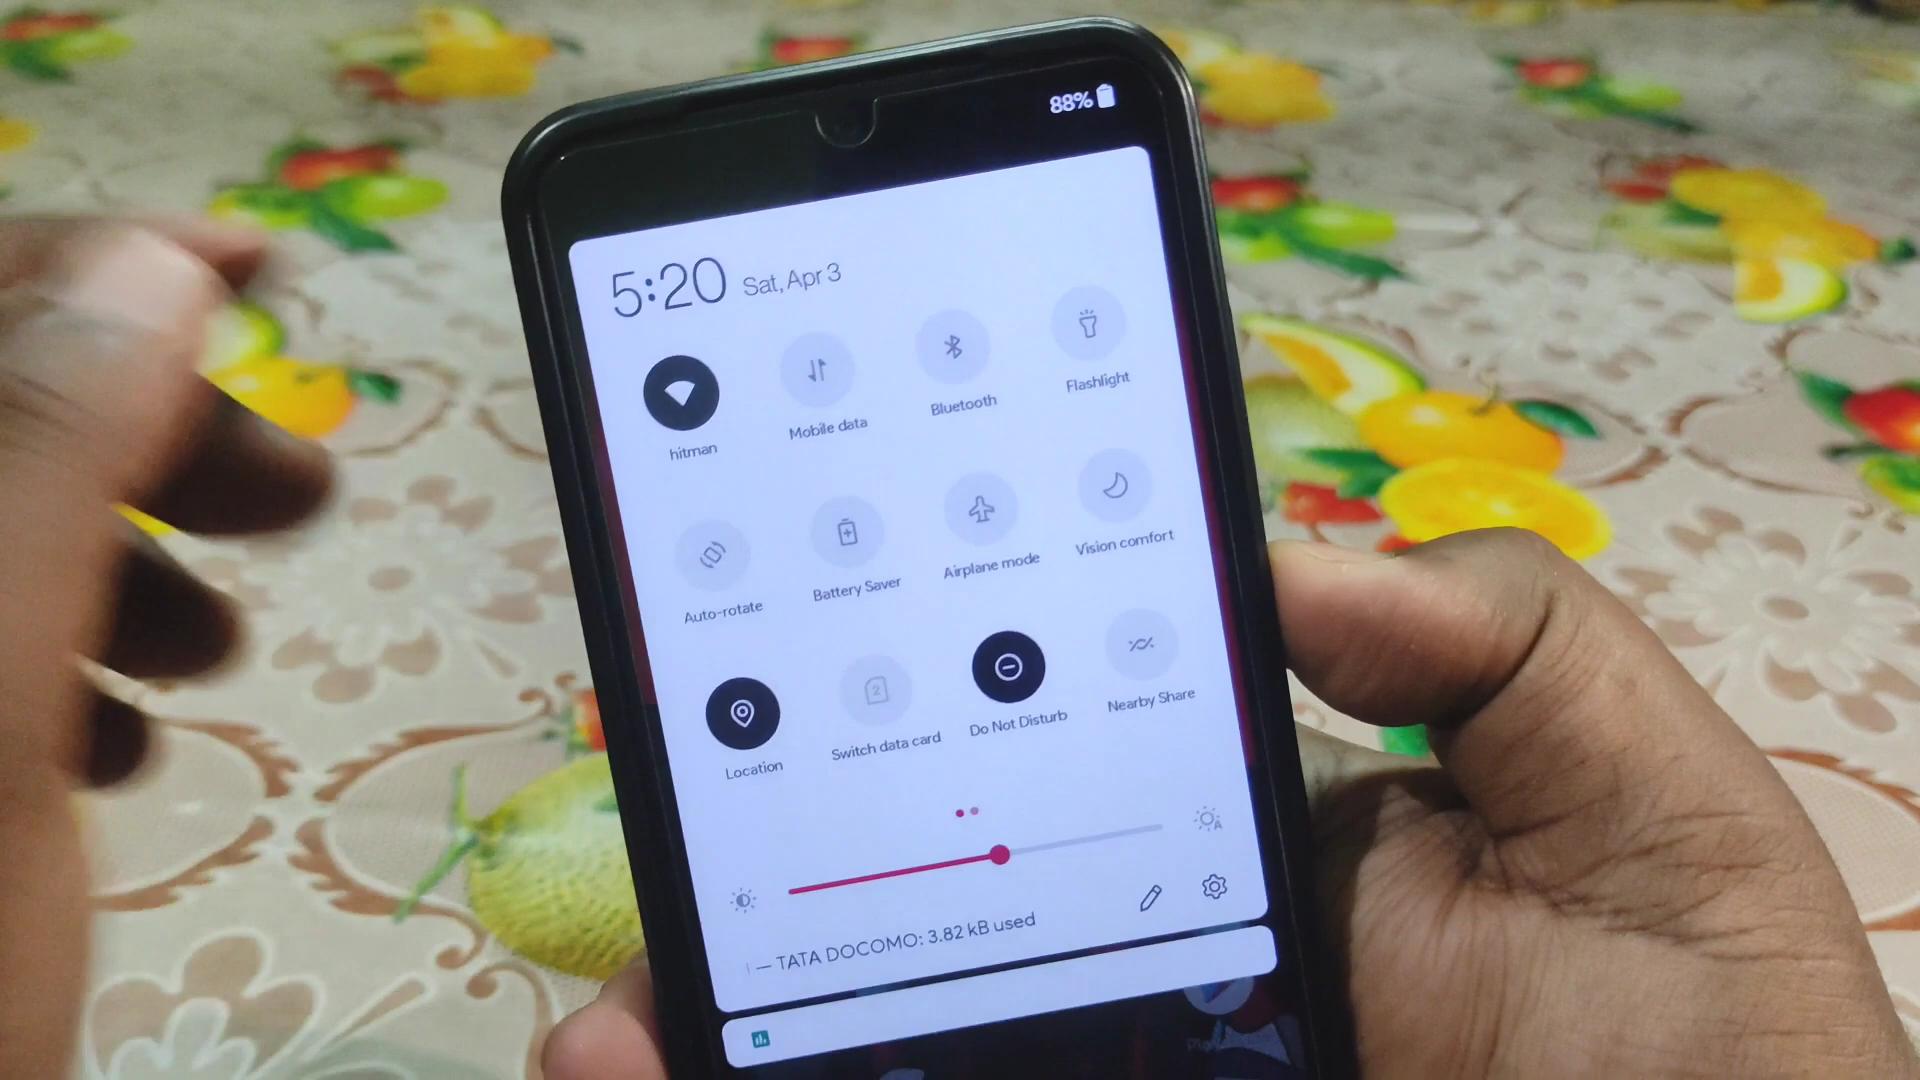 88%
5:20 Sat, Apr 3
hitman
Mobile data
Bluetooth
Flashlight
Auto-rotate
Battery Saver
Airplane mode
Vision comfort
Location
2
Switch data card
Do Not Disturb
Nearby Share
A
— TATA DOCOMO: 3.82 kB used